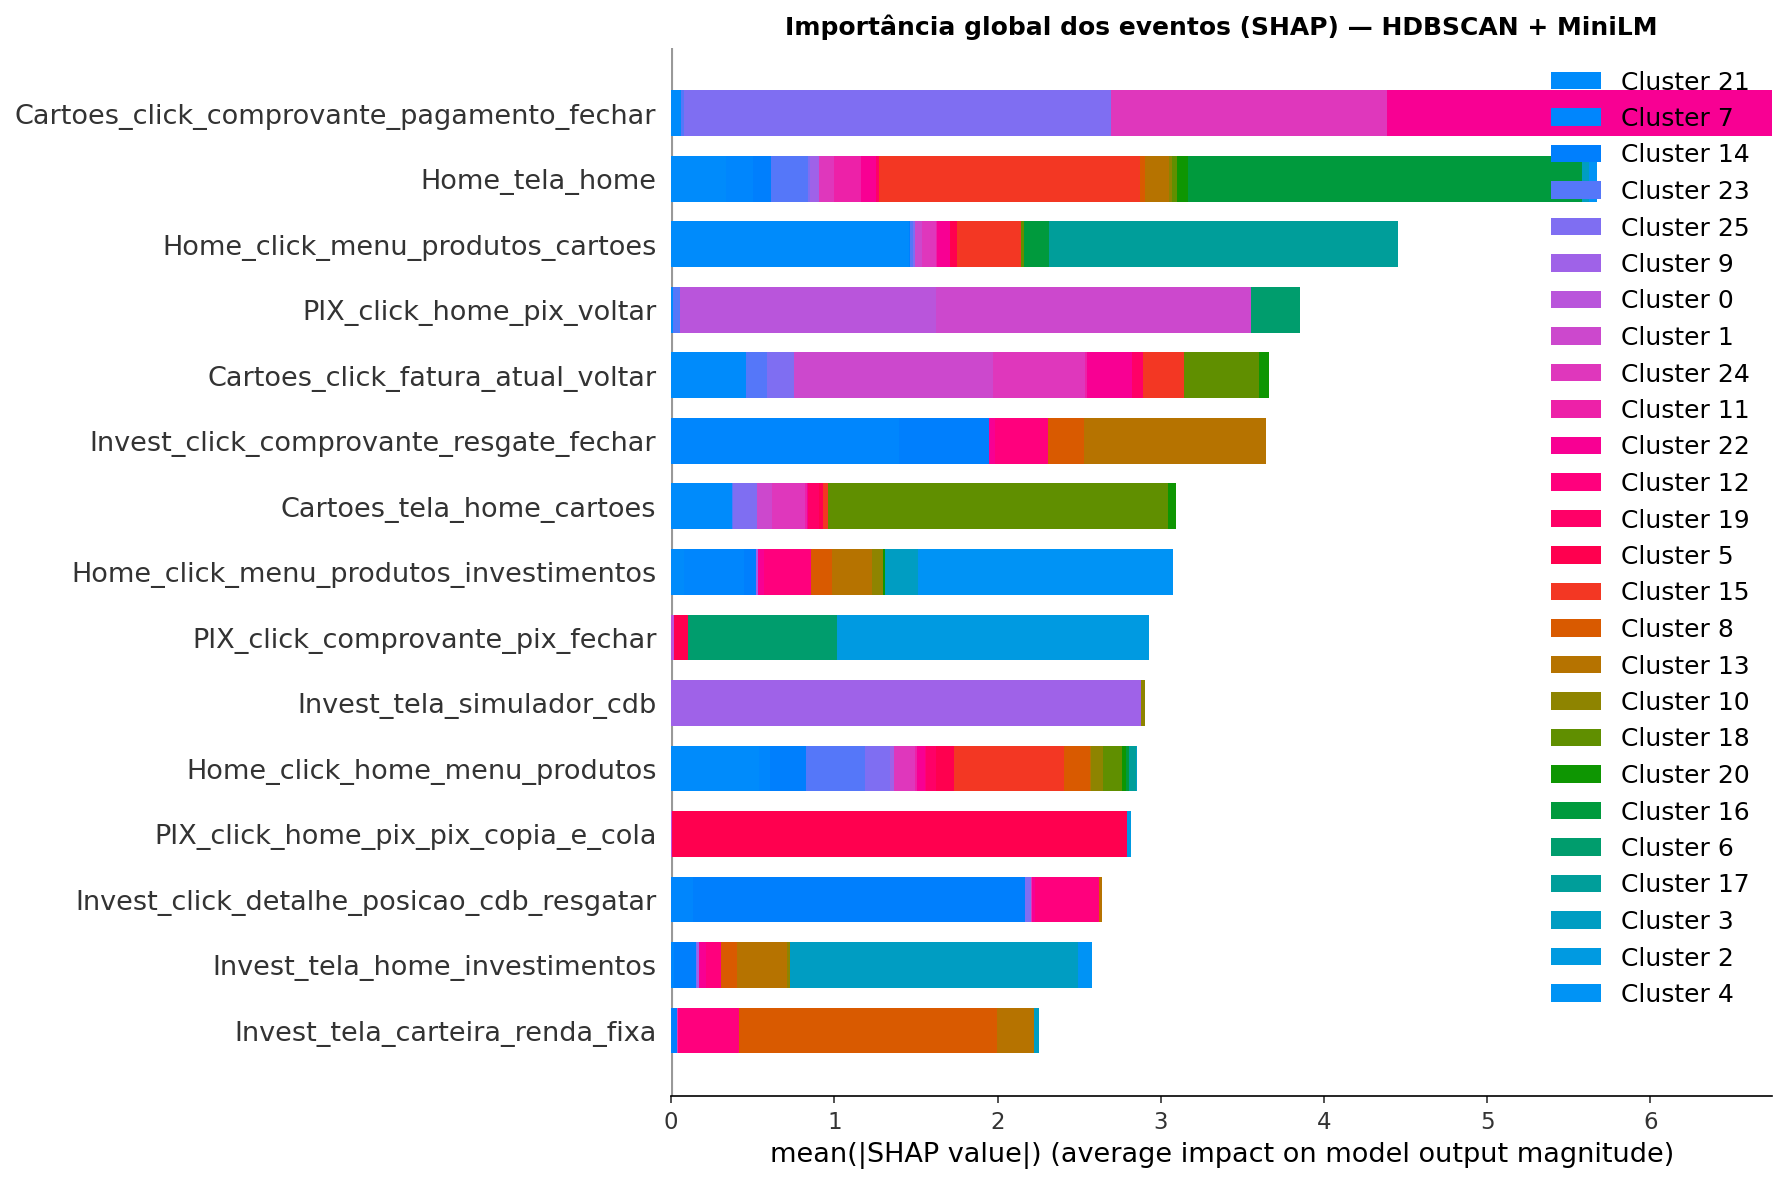 Importância global dos eventos (SHAP) — HDBSCAN + MiniLM
Cartoes_click_comprovante_pagamento_fechar
Home_tela_home
Home_click_menu_produtos_cartoes
PIX_click_home_pix_voltar
Cartoes_click_fatura_atual_voltar
Invest_click_comprovante_resgate_fechar
Cartoes_tela_home_cartoes
Home_click_menu_produtos_investimentos
PIX_click_comprovante_pix_fechar
Invest_tela_simulador_cdb
Home_click_home_menu_produtos
PIX_click_home_pix_pix_copia_e_cola
Invest_click_detalhe_posicao_cdb_resgatar
Invest_tela_home_investimentos
Invest_tela_carteira_renda_fixa
Cluster 21
Cluster 7
Cluster 14
Cluster 23
Cluster 25
Cluster 9
Cluster 0
Cluster 1
Cluster 24
Cluster 11
Cluster 22
Cluster 12
Cluster 19
Cluster 5
Cluster 15
Cluster 8
Cluster 13
Cluster 10
Cluster 18
Cluster 20
Cluster 16
Cluster 6
Cluster 17
Cluster 3
Cluster 2
Cluster 4
0 1 2 3 4 5 6
mean(|SHAP value|) (average impact on model output magnitude)